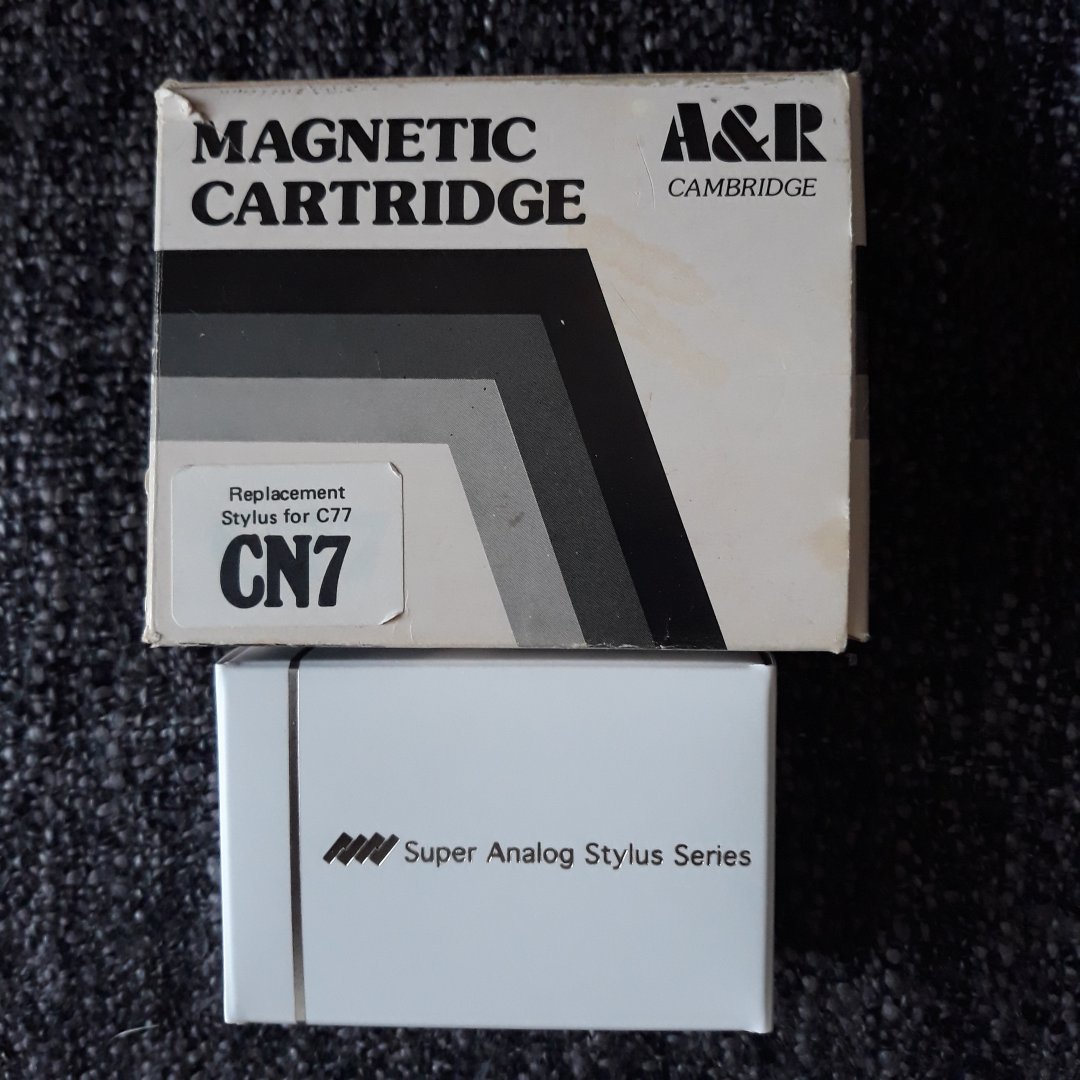 MAGNETIC
CARTRIDGE
A&R
CAMBRIDGE
Replacement
Stylus for C77
CN7
Super Analog Stylus Series